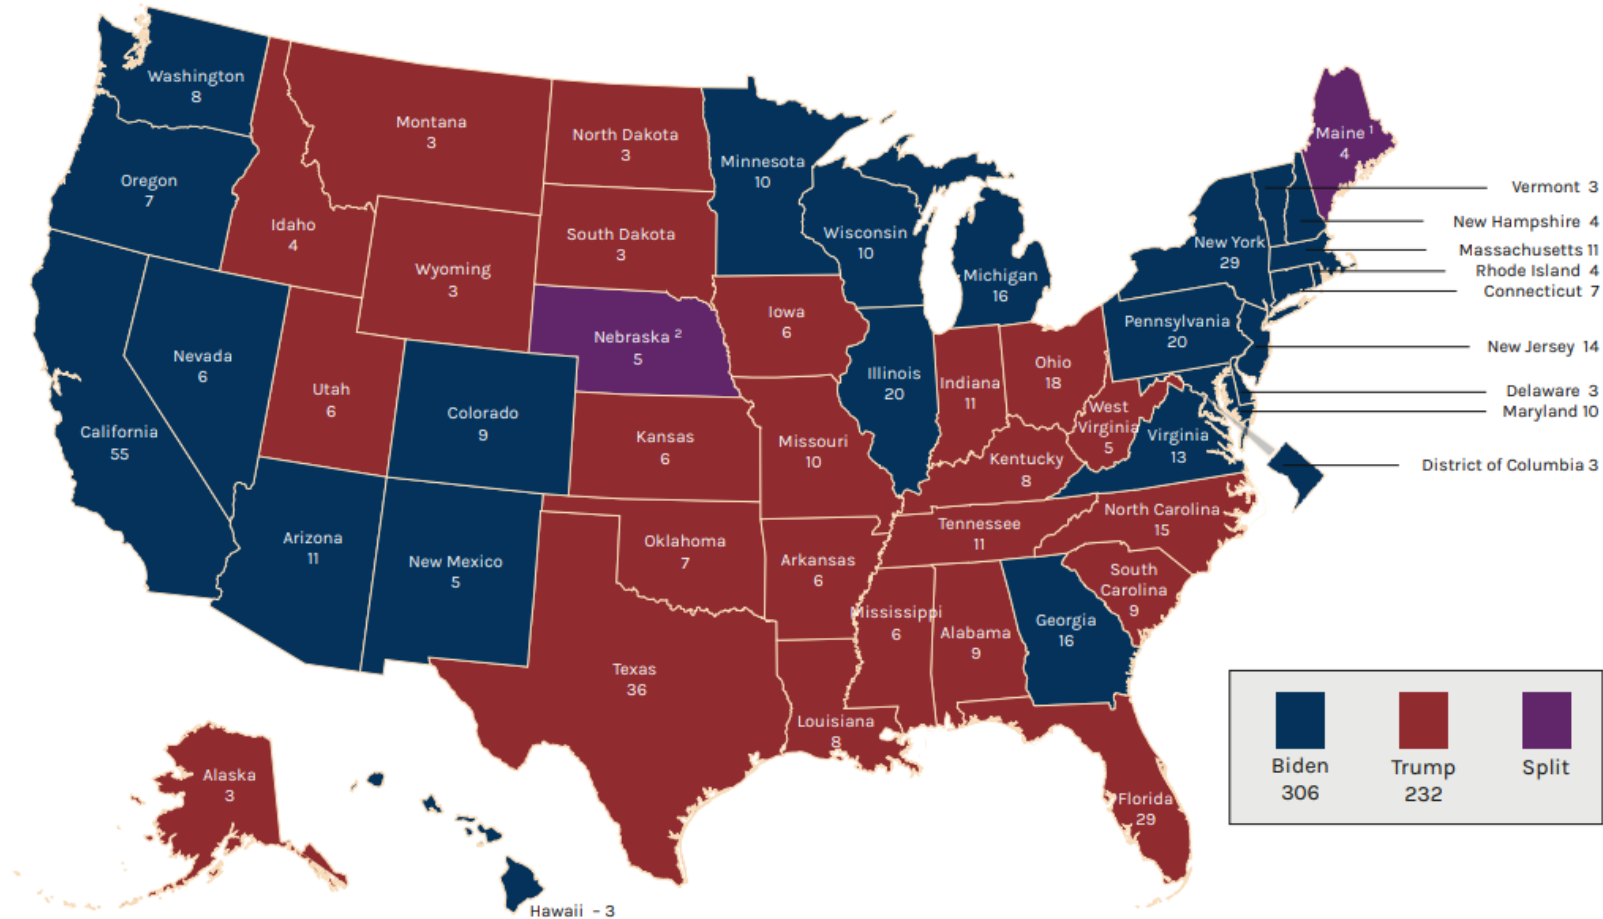 Washington
8
Oregon
7
California
55
Nevada
6
Idaho
4
Montana
3
Wyoming
3
Utah
6
Arizona
11
Colorado
9
New Mexico
5
North Dakota
3
South Dakota
3
Nebraska 2
5
Kansas
6
Oklahoma
7
Texas
36
Minnesota
10
Iowa
6
Missouri
10
Arkansas
6
Louisiana
8
Wisconsin
10
Illinois
20
Michigan
16
Indiana
11
Ohio
18
Kentucky
8
Tennessee
11
Mississippi
6
Alabama
9
Georgia
16
Florida
29
South
Carolina
9
North Carolina
15
West
Virginia
5
Virginia
13
Pennsylvania
20
New York
29
Maine 1
4
Vermont 3
New Hampshire 4
Massachusetts 11
Rhode Island 4
Connecticut 7
New Jersey 14
Delaware 3
Maryland 10
District of Columbia 3
Alaska
3
Hawaii – 3
Biden
306
Trump
232
Split